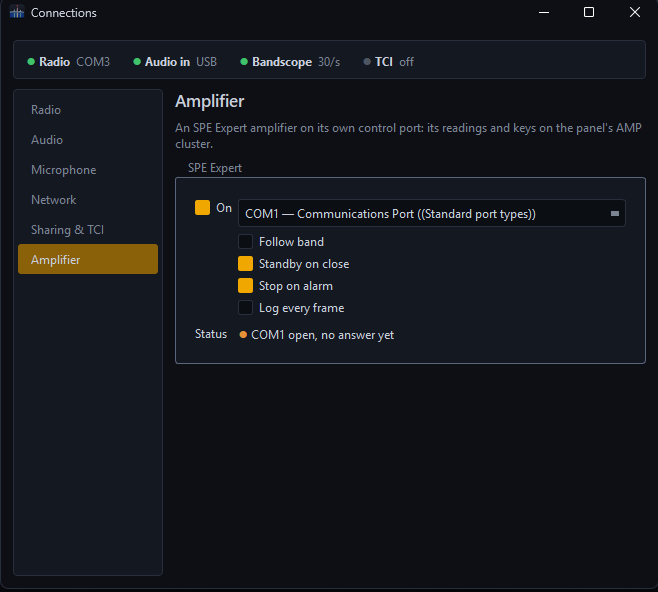 Connections
Radio COM3 Audio in USB Bandscope 30/s TCI off
Radio
Audio
Microphone
Network
Sharing & TCI
Amplifier
Amplifier
An SPE Expert amplifier on its own control port: its readings and keys on the panel's AMP
cluster.
SPE Expert
On COM1 — Communications Port ((Standard port types))
Follow band
Standby on close
Stop on alarm
Log every frame
Status COM1 open, no answer yet